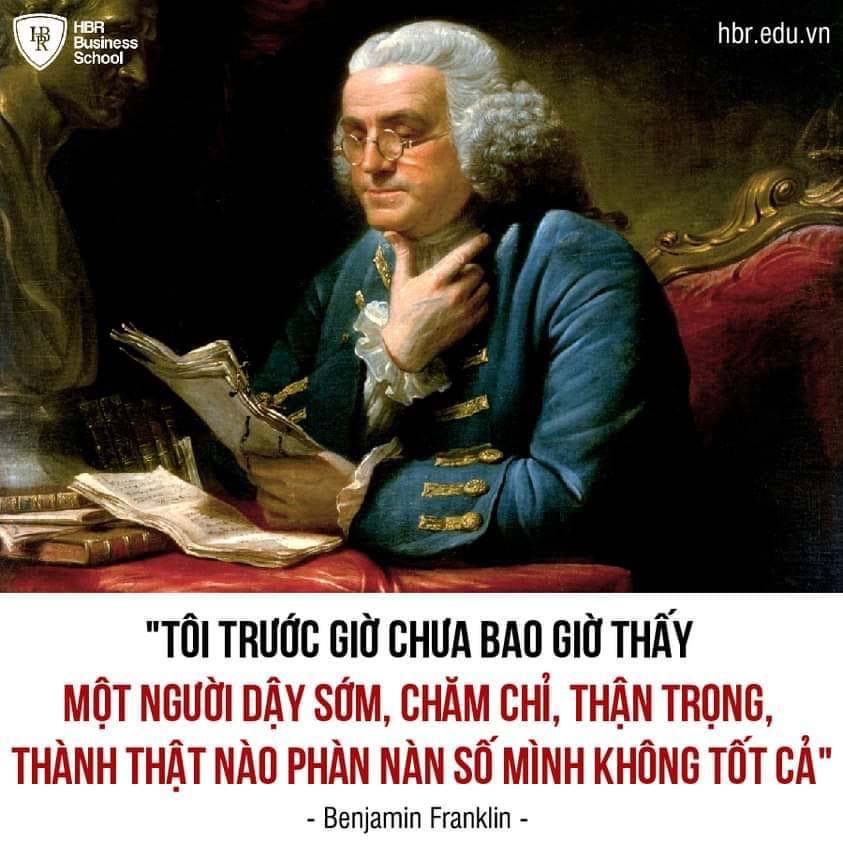 HBR
Business
School
hbr.edu.vn
"TÔI TRƯỚC GIỜ CHƯA BAO GIỜ THẤY
MỘT NGƯỜI DẬY SỚM, CHĂM CHỈ, THẬN TRỌNG,
THÀNH THẬT NÀO PHÀN NÀN SỐ MÌNH KHÔNG TỐT CẢ"
- Benjamin Franklin -